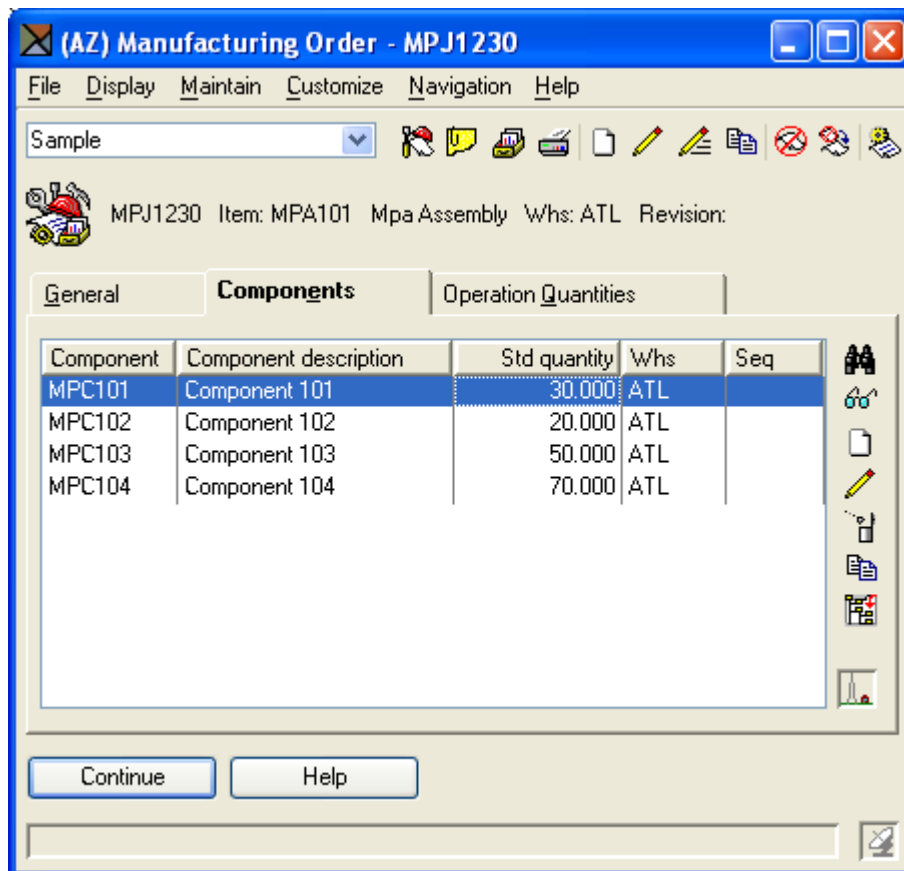 (AZ) Manufacturing Order - MPJ1230
File Display Maintain Customize Navigation Help
Sample
MPJ1230 Item: MPA101 Mpa Assembly Whs: ATL Revision:
General Components Operation Quantities
Component Component description Std quantity Whs Seq
MPC101 Component 101 30.000 ATL
MPC102 Component 102 20.000 ATL
MPC103 Component 103 50.000 ATL
MPC104 Component 104 70.000 ATL
Continue Help